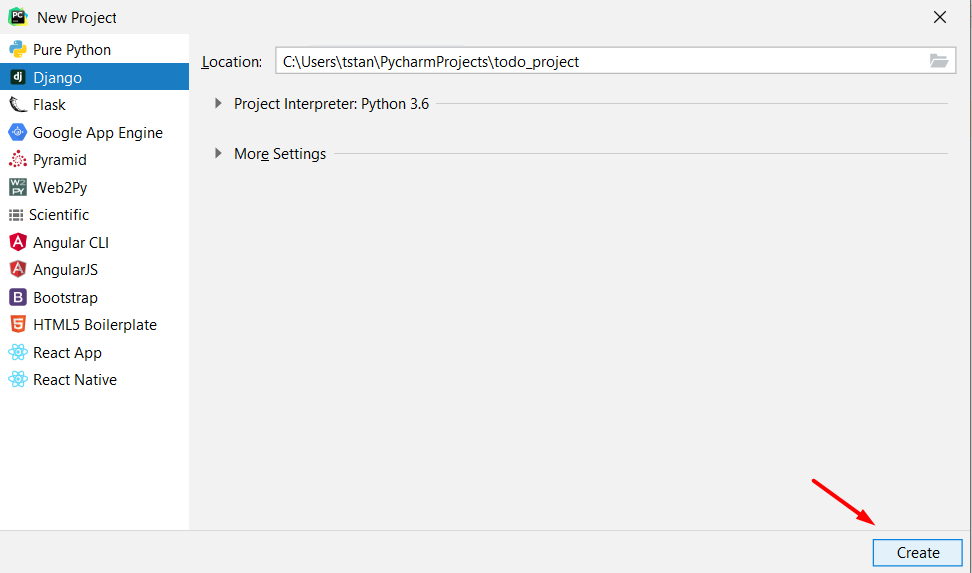 New Project
Pure Python
Django
Flask
Google App Engine
Pyramid
Web2Py
Scientific
Angular CLI
AngularJS
Bootstrap
HTML5 Boilerplate
React App
React Native
Location: C:\Users\tstan\PycharmProjects\todo_project
Project Interpreter: Python 3.6
More Settings
Create